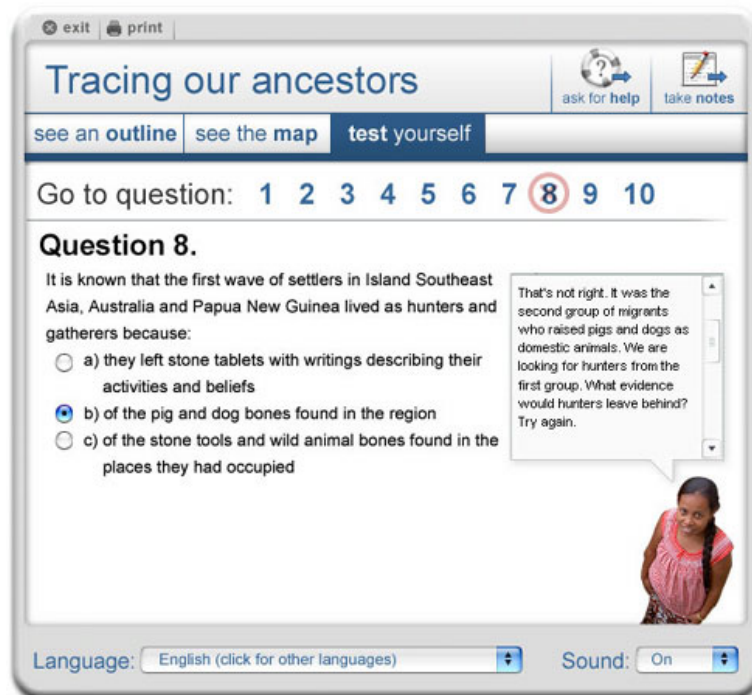 exit print
Tracing our ancestors
ask for help take notes
see an outline see the map test yourself
Go to question: 1 2 3 4 5 6 7 8 9 10
Question 8.
It is known that the first wave of settlers in Island Southeast
Asia, Australia and Papua New Guinea lived as hunters and
gatherers because:
a) they left stone tablets with writings describing their
activities and beliefs
b) of the pig and dog bones found in the region
c) of the stone tools and wild animal bones found in the
places they had occupied
That's not right. It was the
second group of migrants
who raised pigs and dogs as
domestic animals. We are
looking for hunters from the
first group. What evidence
would hunters leave behind?
Try again.
Language: English (click for other languages) Sound: On